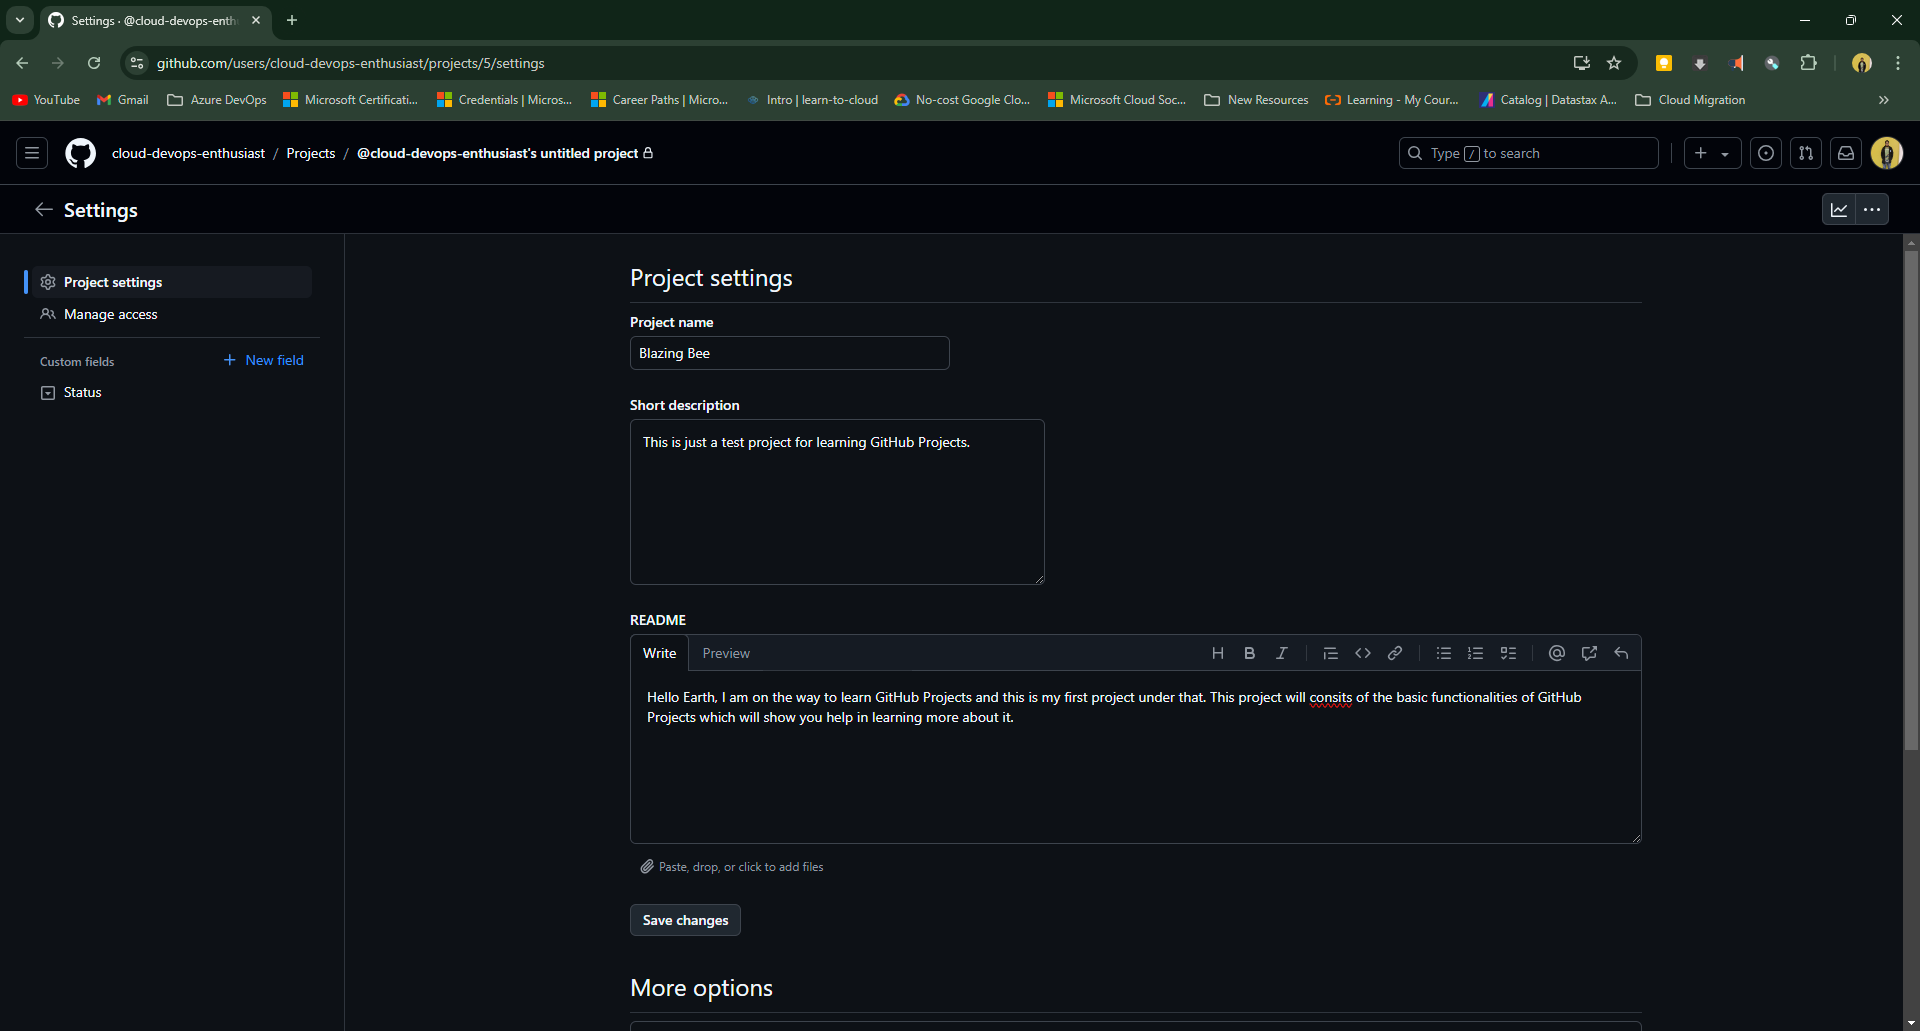 Settings · @cloud-devops-enth
github.com/users/cloud-devops-enthusiast/projects/5/settings
YouTube Gmail Azure DevOps Microsoft Certificati... Credentials | Micros... Career Paths | Micro... Intro | learn-to-cloud No-cost Google Clo... Microsoft Cloud Soc... New Resources Learning - My Cour... Catalog | Datastax A... Cloud Migration
cloud-devops-enthusiast / Projects / @cloud-devops-enthusiast's untitled project Type / to search
Settings
Project settings
Manage access
Custom fields New field
Status
Project settings
Project name
Blazing Bee
Short description
This is just a test project for learning GitHub Projects.
README
Write Preview H B I
Hello Earth, I am on the way to learn GitHub Projects and this is my first project under that. This project will consits of the basic functionalities of GitHub
Projects which will show you help in learning more about it.
Paste, drop, or click to add files
Save changes
More options